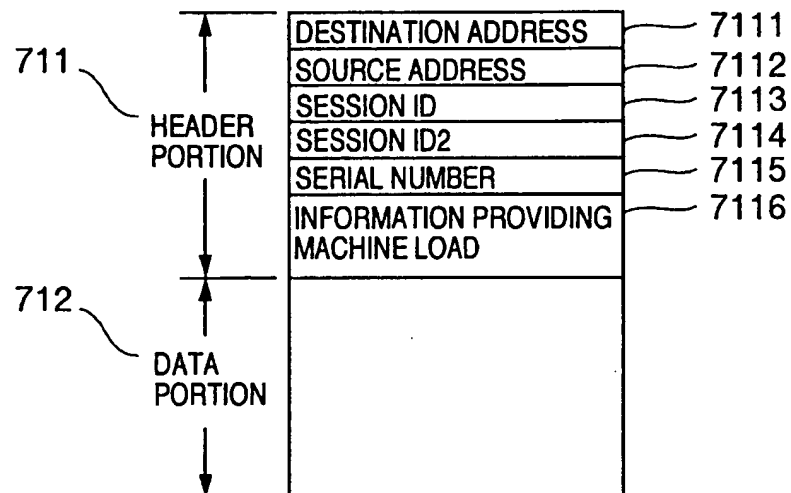 DESTINATION ADDRESS 7111
711 SOURCE ADDRESS 7112
SESSION ID 7113
HEADER SESSION ID2 7114
PORTION SERIAL NUMBER 7115
INFORMATION PROVIDING 7116
MACHINE LOAD
712
DATA
PORTION